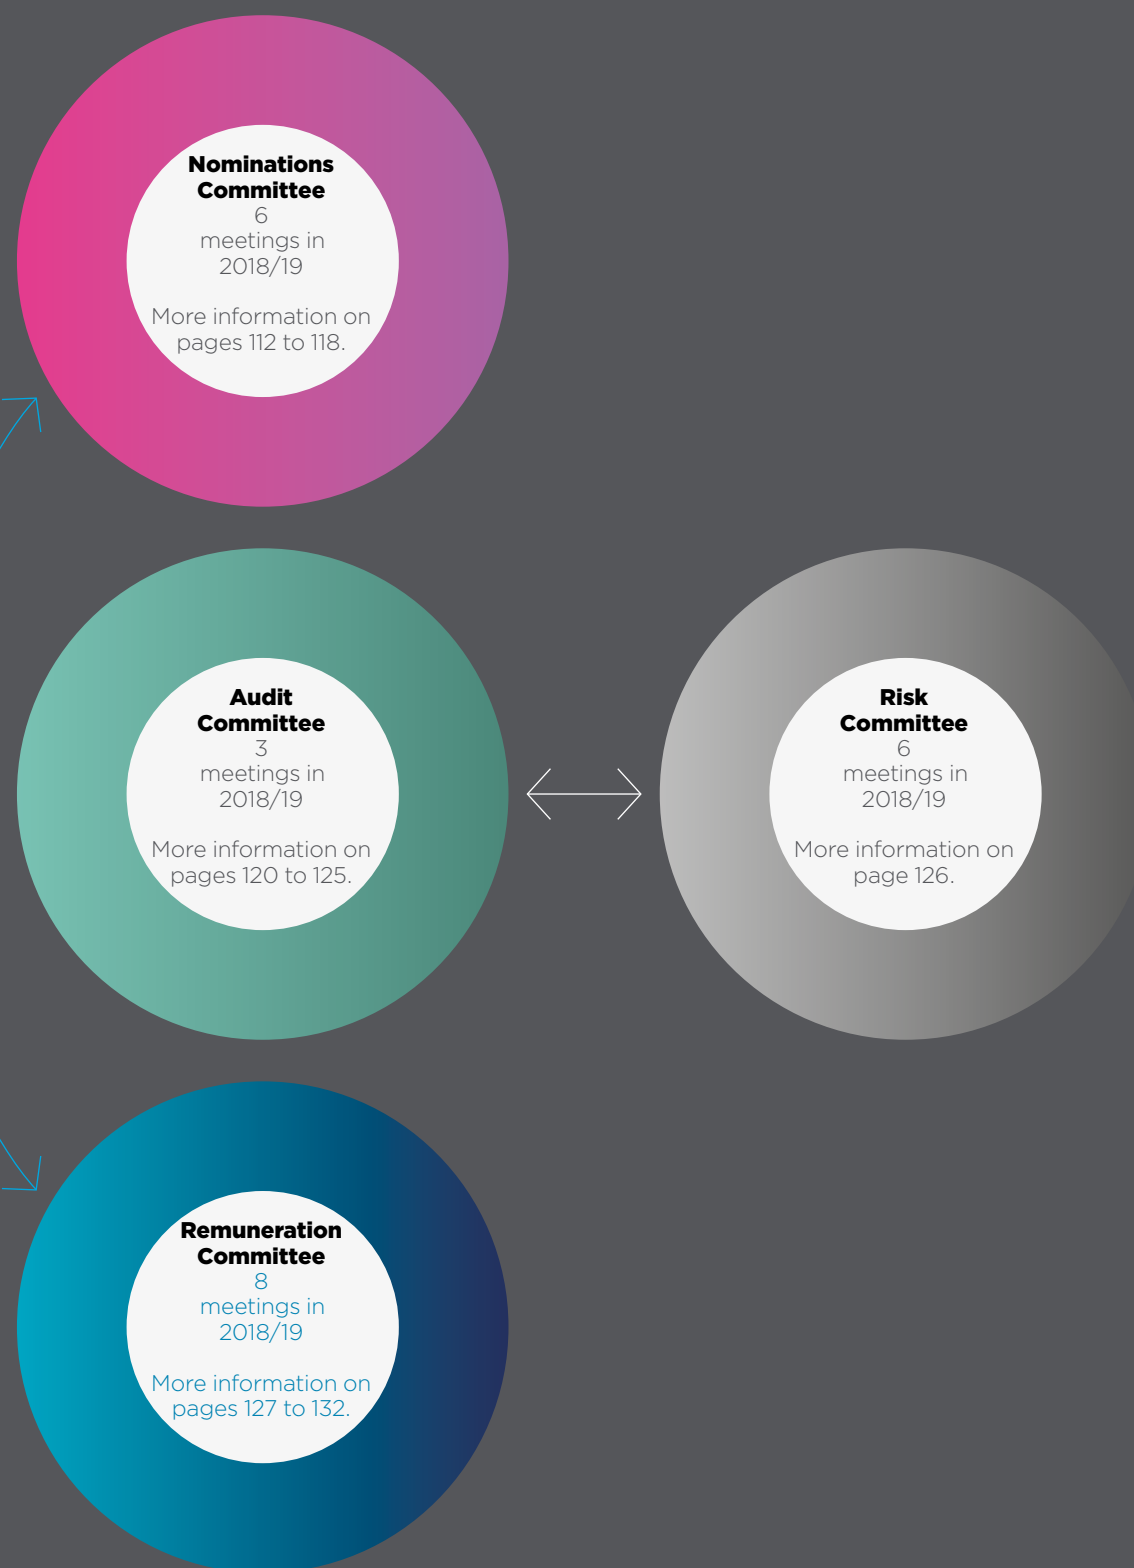 Nominations
Committee
6
meetings in
2018/19
More information on
pages 112 to 118.
Audit
Committee
3
meetings in
2018/19
More information on
pages 120 to 125.
Risk
Committee
6
meetings in
2018/19
More information on
page 126.
Remuneration
Committee
8
meetings in
2018/19
More information on
pages 127 to 132.